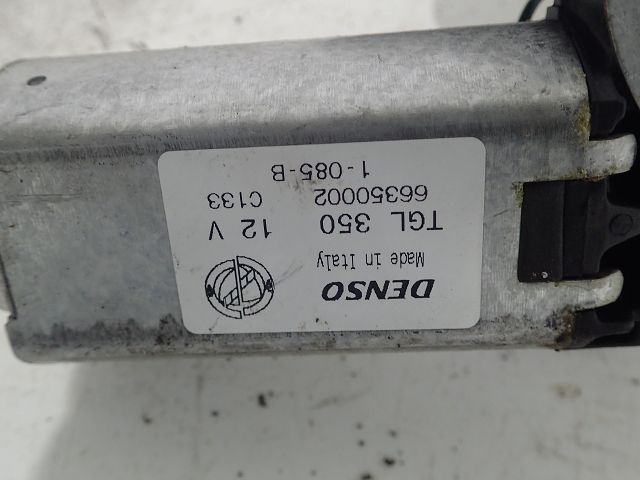 DENSO
Made in Italy
TGL 350 12 V
66350002 C133
1-085-B